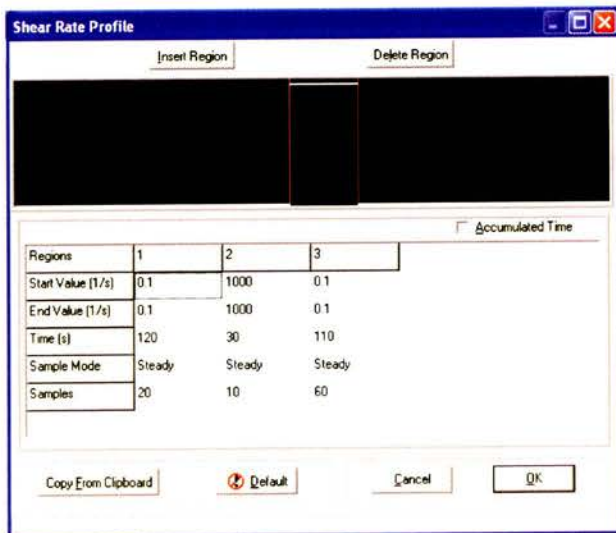 Shear Rate Profile
Insert Region Delete Region
Accumulated Time
Regions 1 2 3
Start Value (1/s) 0.1 1000 0.1
End Value (1/s) 0.1 1000 0.1
Time (s) 120 30 110
Sample Mode Steady Steady Steady
Samples 20 10 60
Copy From Clipboard Default Cancel OK